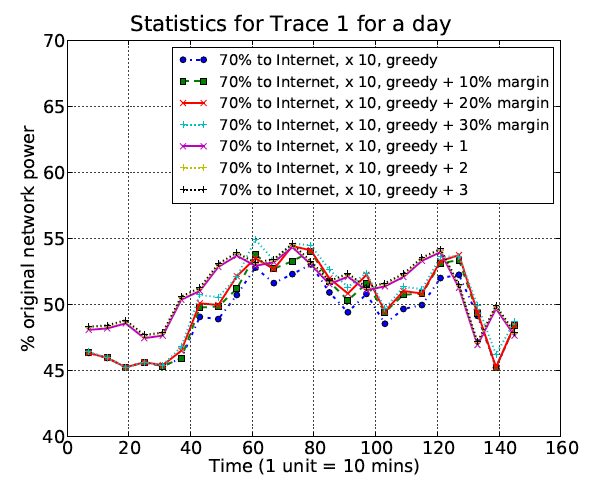 Statistics for Trace 1 for a day
70
65
60
55
50
45
40
% original network power
70% to Internet, x 10, greedy
70% to Internet, x 10, greedy + 10% margin
70% to Internet, x 10, greedy + 20% margin
70% to Internet, x 10, greedy + 30% margin
70% to Internet, x 10, greedy + 1
70% to Internet, x 10, greedy + 2
70% to Internet, x 10, greedy + 3
0 20 40 60 80 100 120 140 160
Time (1 unit = 10 mins)